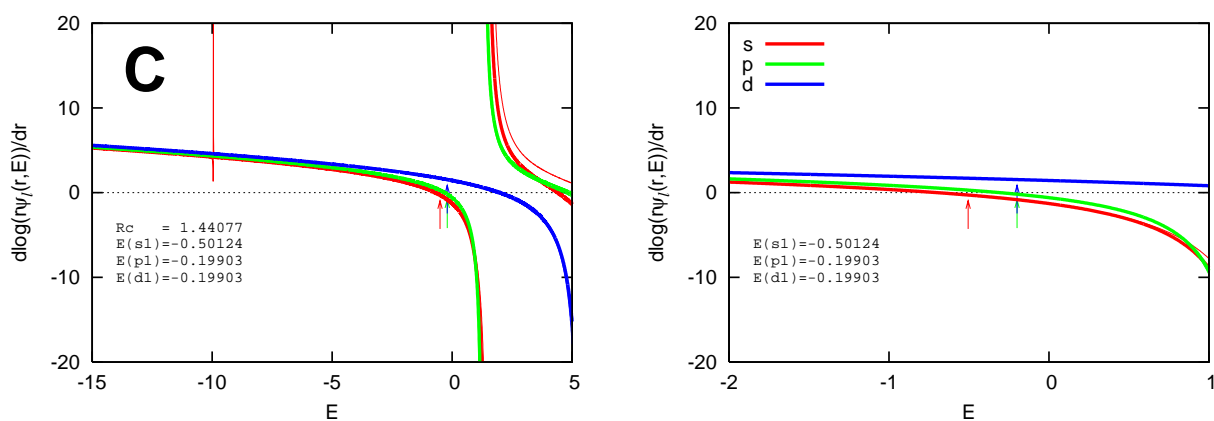 20
10
0
-10
-20
-15
-10
-5
0
5
dlog(nψl(r,E))/dr
E
C
Rc = 1.44077
E(s1)=-0.50124
E(p1)=-0.19903
E(d1)=-0.19903
20
10
0
-10
-20
-2
-1
0
1
dlog(nψl(r,E))/dr
E
s
p
d
E(s1)=-0.50124
E(p1)=-0.19903
E(d1)=-0.19903